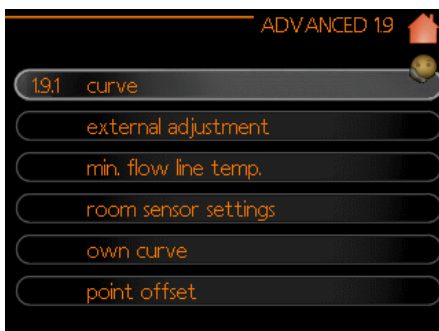 ADVANCED 1.9
1.9.1 curve
external adjustment
min. flow line temp.
room sensor settings
own curve
point offset